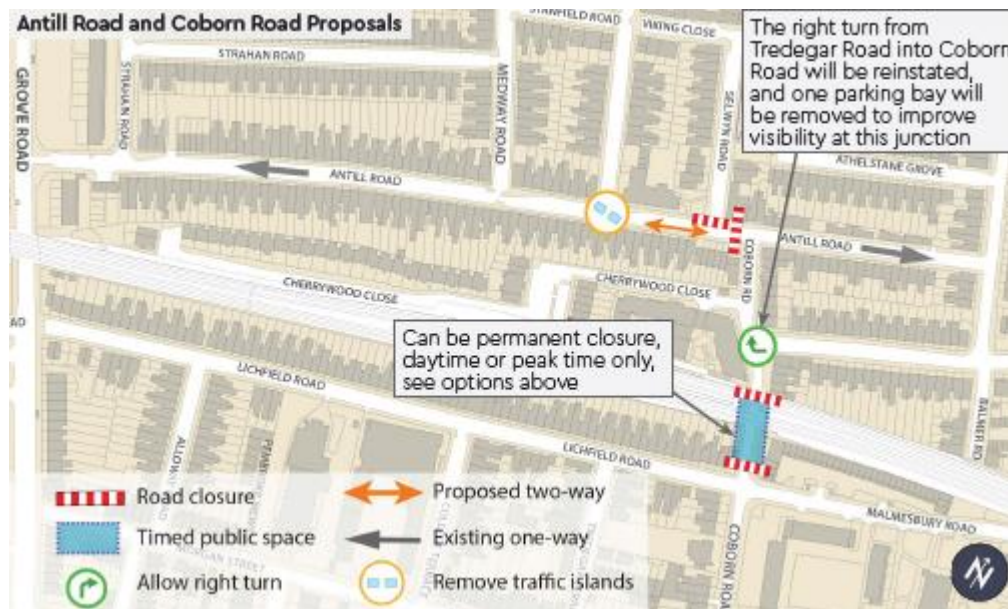 Antill Road and Coborn Road Proposals
STANFIELD ROAD
VIKING CLOSE
The right turn from
Tredegar Road into Coborn
Road will be reinstated,
and one parking bay will
be removed to improve
visibility at this junction
STRAHAN ROAD
GROVE ROAD
STRAHAN ROAD
MEDWAY ROAD
SELWYN ROAD
ATHELSTANE GROVE
ANTILL ROAD
ANTILL ROAD
COBORN RD
CHERRYWOOD CLOSE
CHERRYWOOD CLOSE
AD
Can be permanent closure,
daytime or peak time only,
see options above
LICHFIELD ROAD
BALMER RD
LICHFIELD ROAD
MALMESBURY ROAD
COBORN ROAD
Road closure
Proposed two-way
Timed public space
Existing one-way
MORGAN STREET
Allow right turn
Remove traffic islands
N